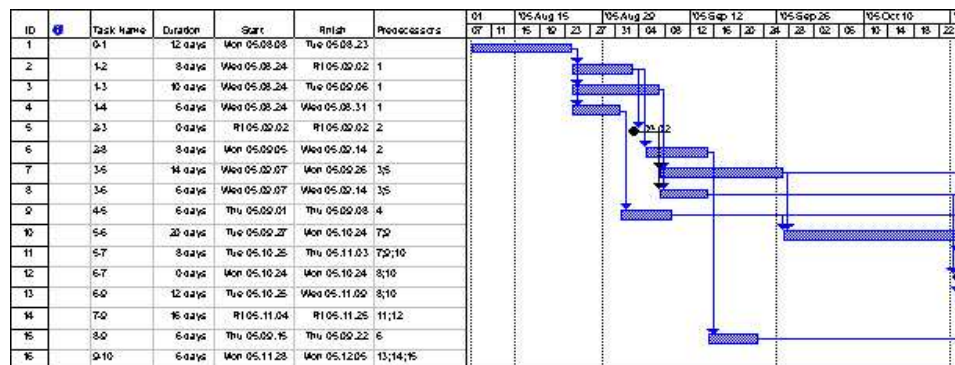 01 '05 Aug 15 '05 Aug 29 '05 Sep 12 '05 Sep 26 '05 Oct 10
ID Task Name Duration Start Finish Predecessors 07 11 15 19 23 27 31 04 08 12 16 20 24 28 02 06 10 14 18 22
1 0-1 12 days Mon 05.08.08 Tue 05.08.23
2 1-2 8 days Wed 05.08.24 Fri 05.09.02 1
3 1-3 10 days Wed 05.08.24 Tue 05.09.06 1
4 1-4 6 days Wed 05.08.24 Wed 05.08.31 1
5 2-3 0 days Fri 05.09.02 Fri 05.09.02 2 09.02
6 2-8 8 days Mon 05.09.05 Wed 05.09.14 2
7 3-5 14 days Wed 05.09.07 Mon 05.09.26 3;5
8 3-6 6 days Wed 05.09.07 Wed 05.09.14 3;5
9 4-5 6 days Thu 05.09.01 Thu 05.09.08 4
10 5-6 20 days Tue 05.09.27 Mon 05.10.24 7;9
11 5-7 8 days Tue 05.10.25 Thu 05.11.03 7;9;10
12 6-7 0 days Mon 05.10.24 Mon 05.10.24 8;10
13 6-9 12 days Tue 05.10.25 Wed 05.11.09 8;10
14 7-9 16 days Fri 05.11.04 Fri 05.11.25 11;12
15 8-9 6 days Thu 05.09.15 Thu 05.09.22 6
16 9-10 6 days Mon 05.11.28 Mon 05.12.05 13;14;15